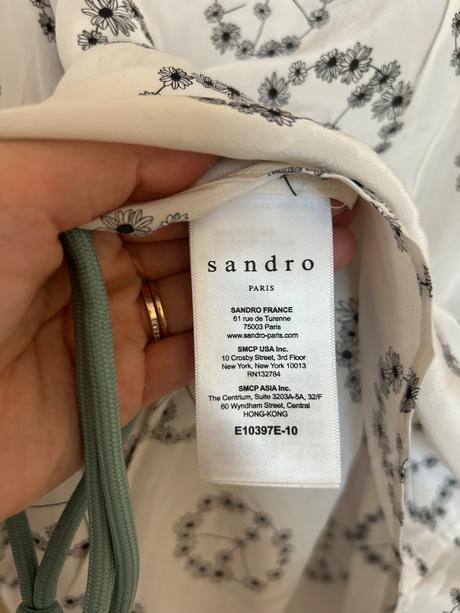 sandro
PARIS
SANDRO FRANCE
61 rue de Turenne
75003 Paris
www.sandro-paris.com
SMCP USA Inc.
10 Crosby Street, 3rd Floor
New York, New York 10013
RN132784
SMCP ASIA Inc.
The Centrium, Suite 3203A-5A, 32/F
60 Wyndham Street, Central
HONG-KONG
E10397E-10